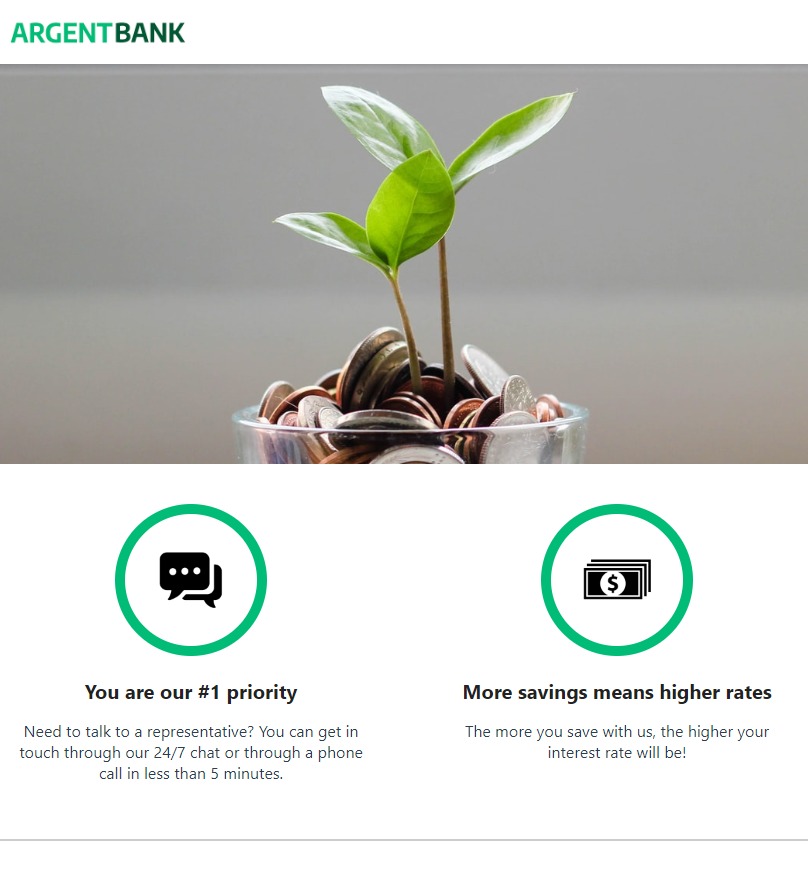 ARGENTBANK
You are our #1 priority
Need to talk to a representative? You can get in
touch through our 24/7 chat or through a phone
call in less than 5 minutes.
$
More savings means higher rates
The more you save with us, the higher your
interest rate will be!